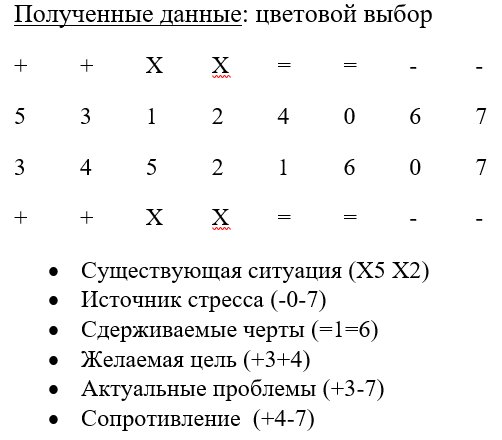 Полученные данные: цветовой выбор
+ + Х Х = = - -
5 3 1 2 4 0 6 7
3 4 5 2 1 6 0 7
+ + Х Х = = - -
• Существующая ситуация (Х5 Х2)
• Источник стресса (-0-7)
• Сдерживаемые черты (=1=6)
• Желаемая цель (+3+4)
• Актуальные проблемы (+3-7)
• Сопротивление (+4-7)